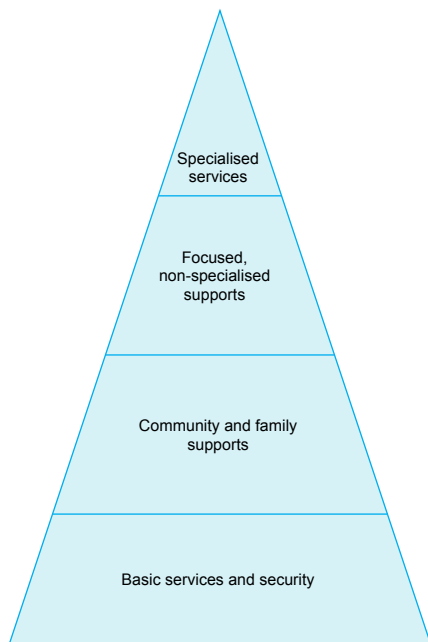 Specialised
services
Focused,
non-specialised
supports
Community and family
supports
Basic services and security